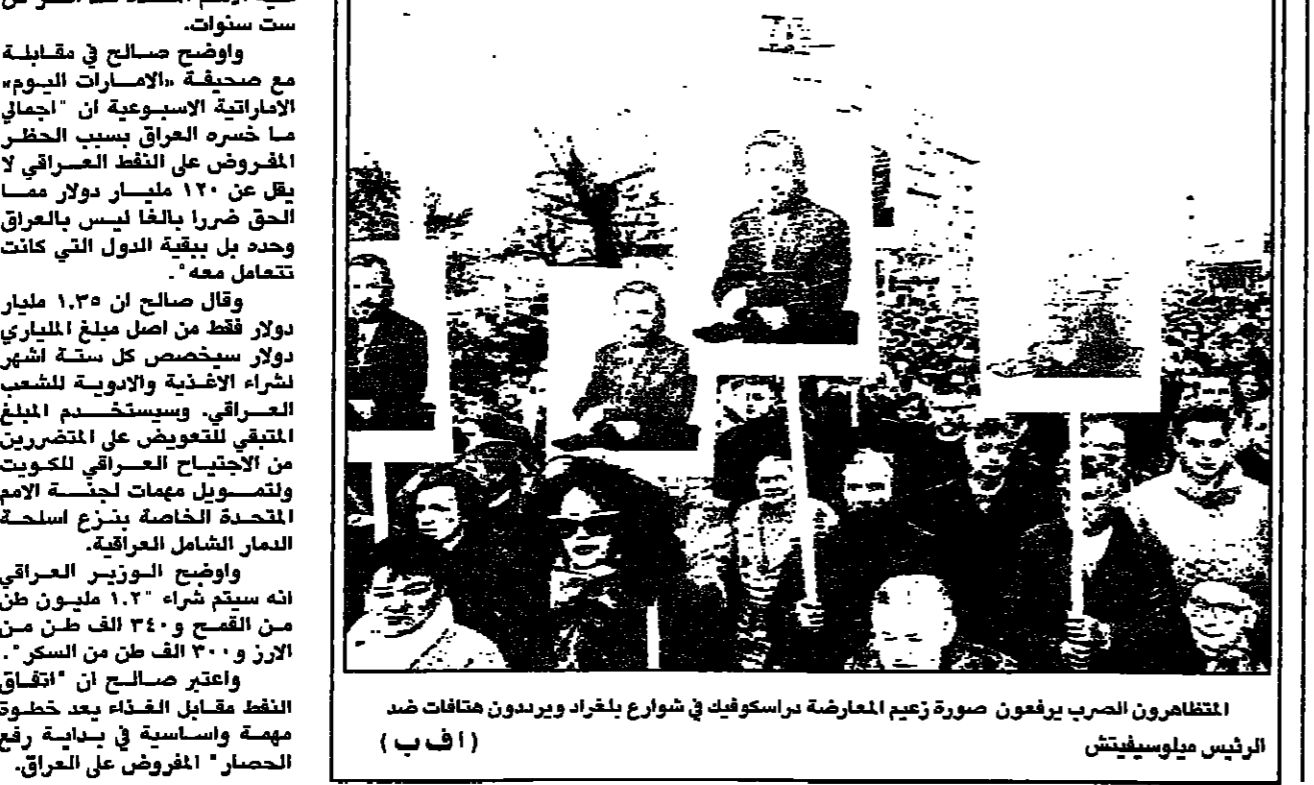 ست سنوات.
واوضح صالح في مقابلة
مع صحيفة «الامارات اليوم»
الاماراتية الاسبوعية ان "اجمالي
ما خسره العراق بسبب الحظر
المفروض على النفط العراقي لا
يقل عن ١٢٠ مليار دولار مما
الحق ضررا بالغا ليس بالعراق
وحده بل ببقية الدول التي كانت
تتعامل معه".
وقال صالح ان ١,٣٥ مليار
دولار فقط من اصل مبلغ الملياري
دولار سيخصص كل ستة اشهر
لشراء الاغذية والادوية للشعب
العراقي. وسيستخدم المبلغ
المتبقي للتعويض على المتضررين
من الاجتياح العراقي للكويت
ولتمويل مهمات لجنة الامم
المتحدة الخاصة بنزع اسلحة
الدمار الشامل العراقية.
واوضح الوزير العراقي
انه سيتم شراء "١,٢ مليون طن
من القمح و٣٤٠ الف طن من
الارز و٣٠٠ الف طن من السكر".
واعتبر صالح ان "اتفاق
النفط مقابل الغذاء يعد خطوة
مهمة واساسية في بداية رفع
الحصار" المفروض على العراق.
المتظاهرون الصرب يرفعون صورة زعيم المعارضة دراسكوفيك في شوارع بلغراد ويرددون هتافات ضد
الرئيس ميلوسيفيتش (أ ف ب)